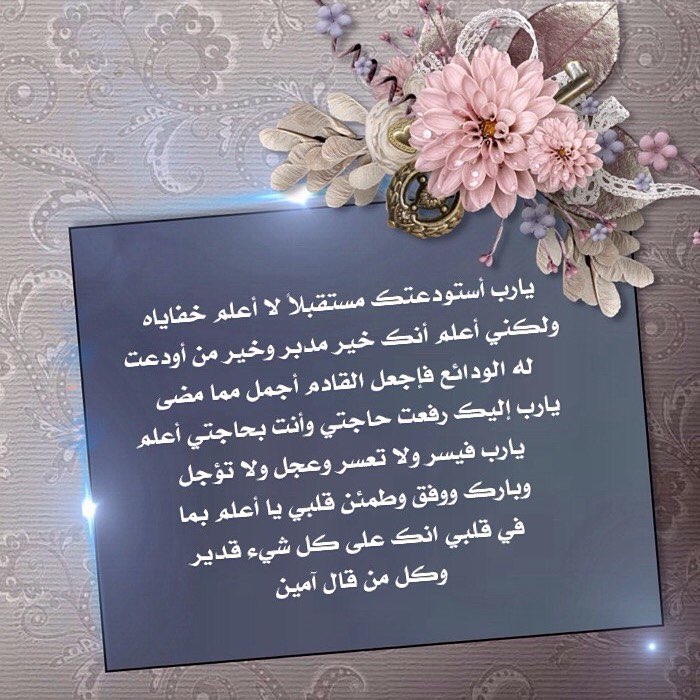 يارب أستودعتك مستقبلاً لا أعلم خفاياه
ولكني أعلم أنك خير مدبر وخير من أودعت
له الودائع فإجعل القادم أجمل مما مضى
يارب إليك رفعت حاجتي وأنت بحاجتي أعلم
يارب فيسر ولا تعسر وعجل ولا تؤجل
وبارك ووفق وطمئن قلبي يا أعلم بما
في قلبي انك على كل شيء قدير
وكل من قال آمين